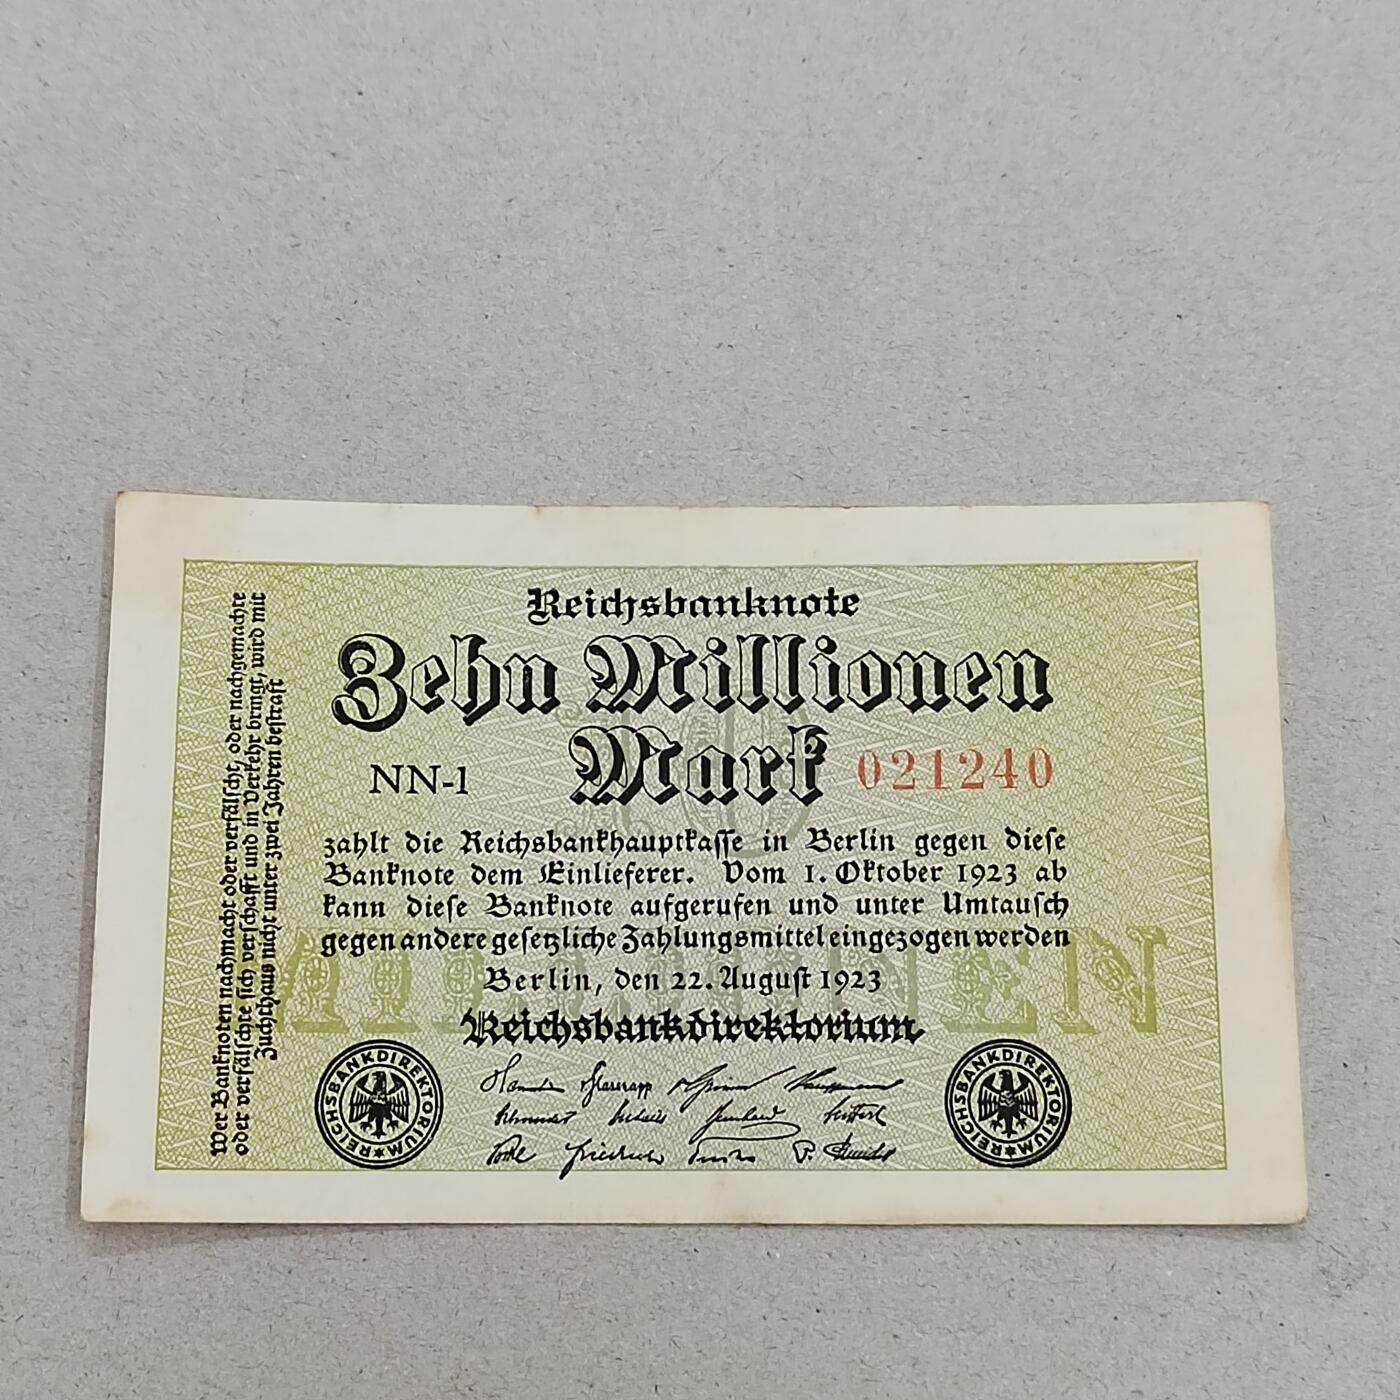 Reichsbanknote
Zehn Millionen
Mark
NN-1
021240
zahlt die Reichsbankhauptkasse in Berlin gegen diese
Banknote dem Einlieferer. Vom 1. Oktober 1923 ab
kann diese Banknote aufgerufen und unter Umtausch
gegen andere gesetzliche Zahlungsmittel eingezogen werden
Berlin, den 22. August 1923
Reichsbankdirektorium
REICHSBANKDIREKTORIUM
REICHSBANKDIREKTORIUM
Wer Banknoten nachmacht oder verfälscht, oder nachgemachte
oder verfälschte sich verschafft und in Verkehr bringt, wird mit
Zuchthaus nicht unter zwei Jahren bestraft